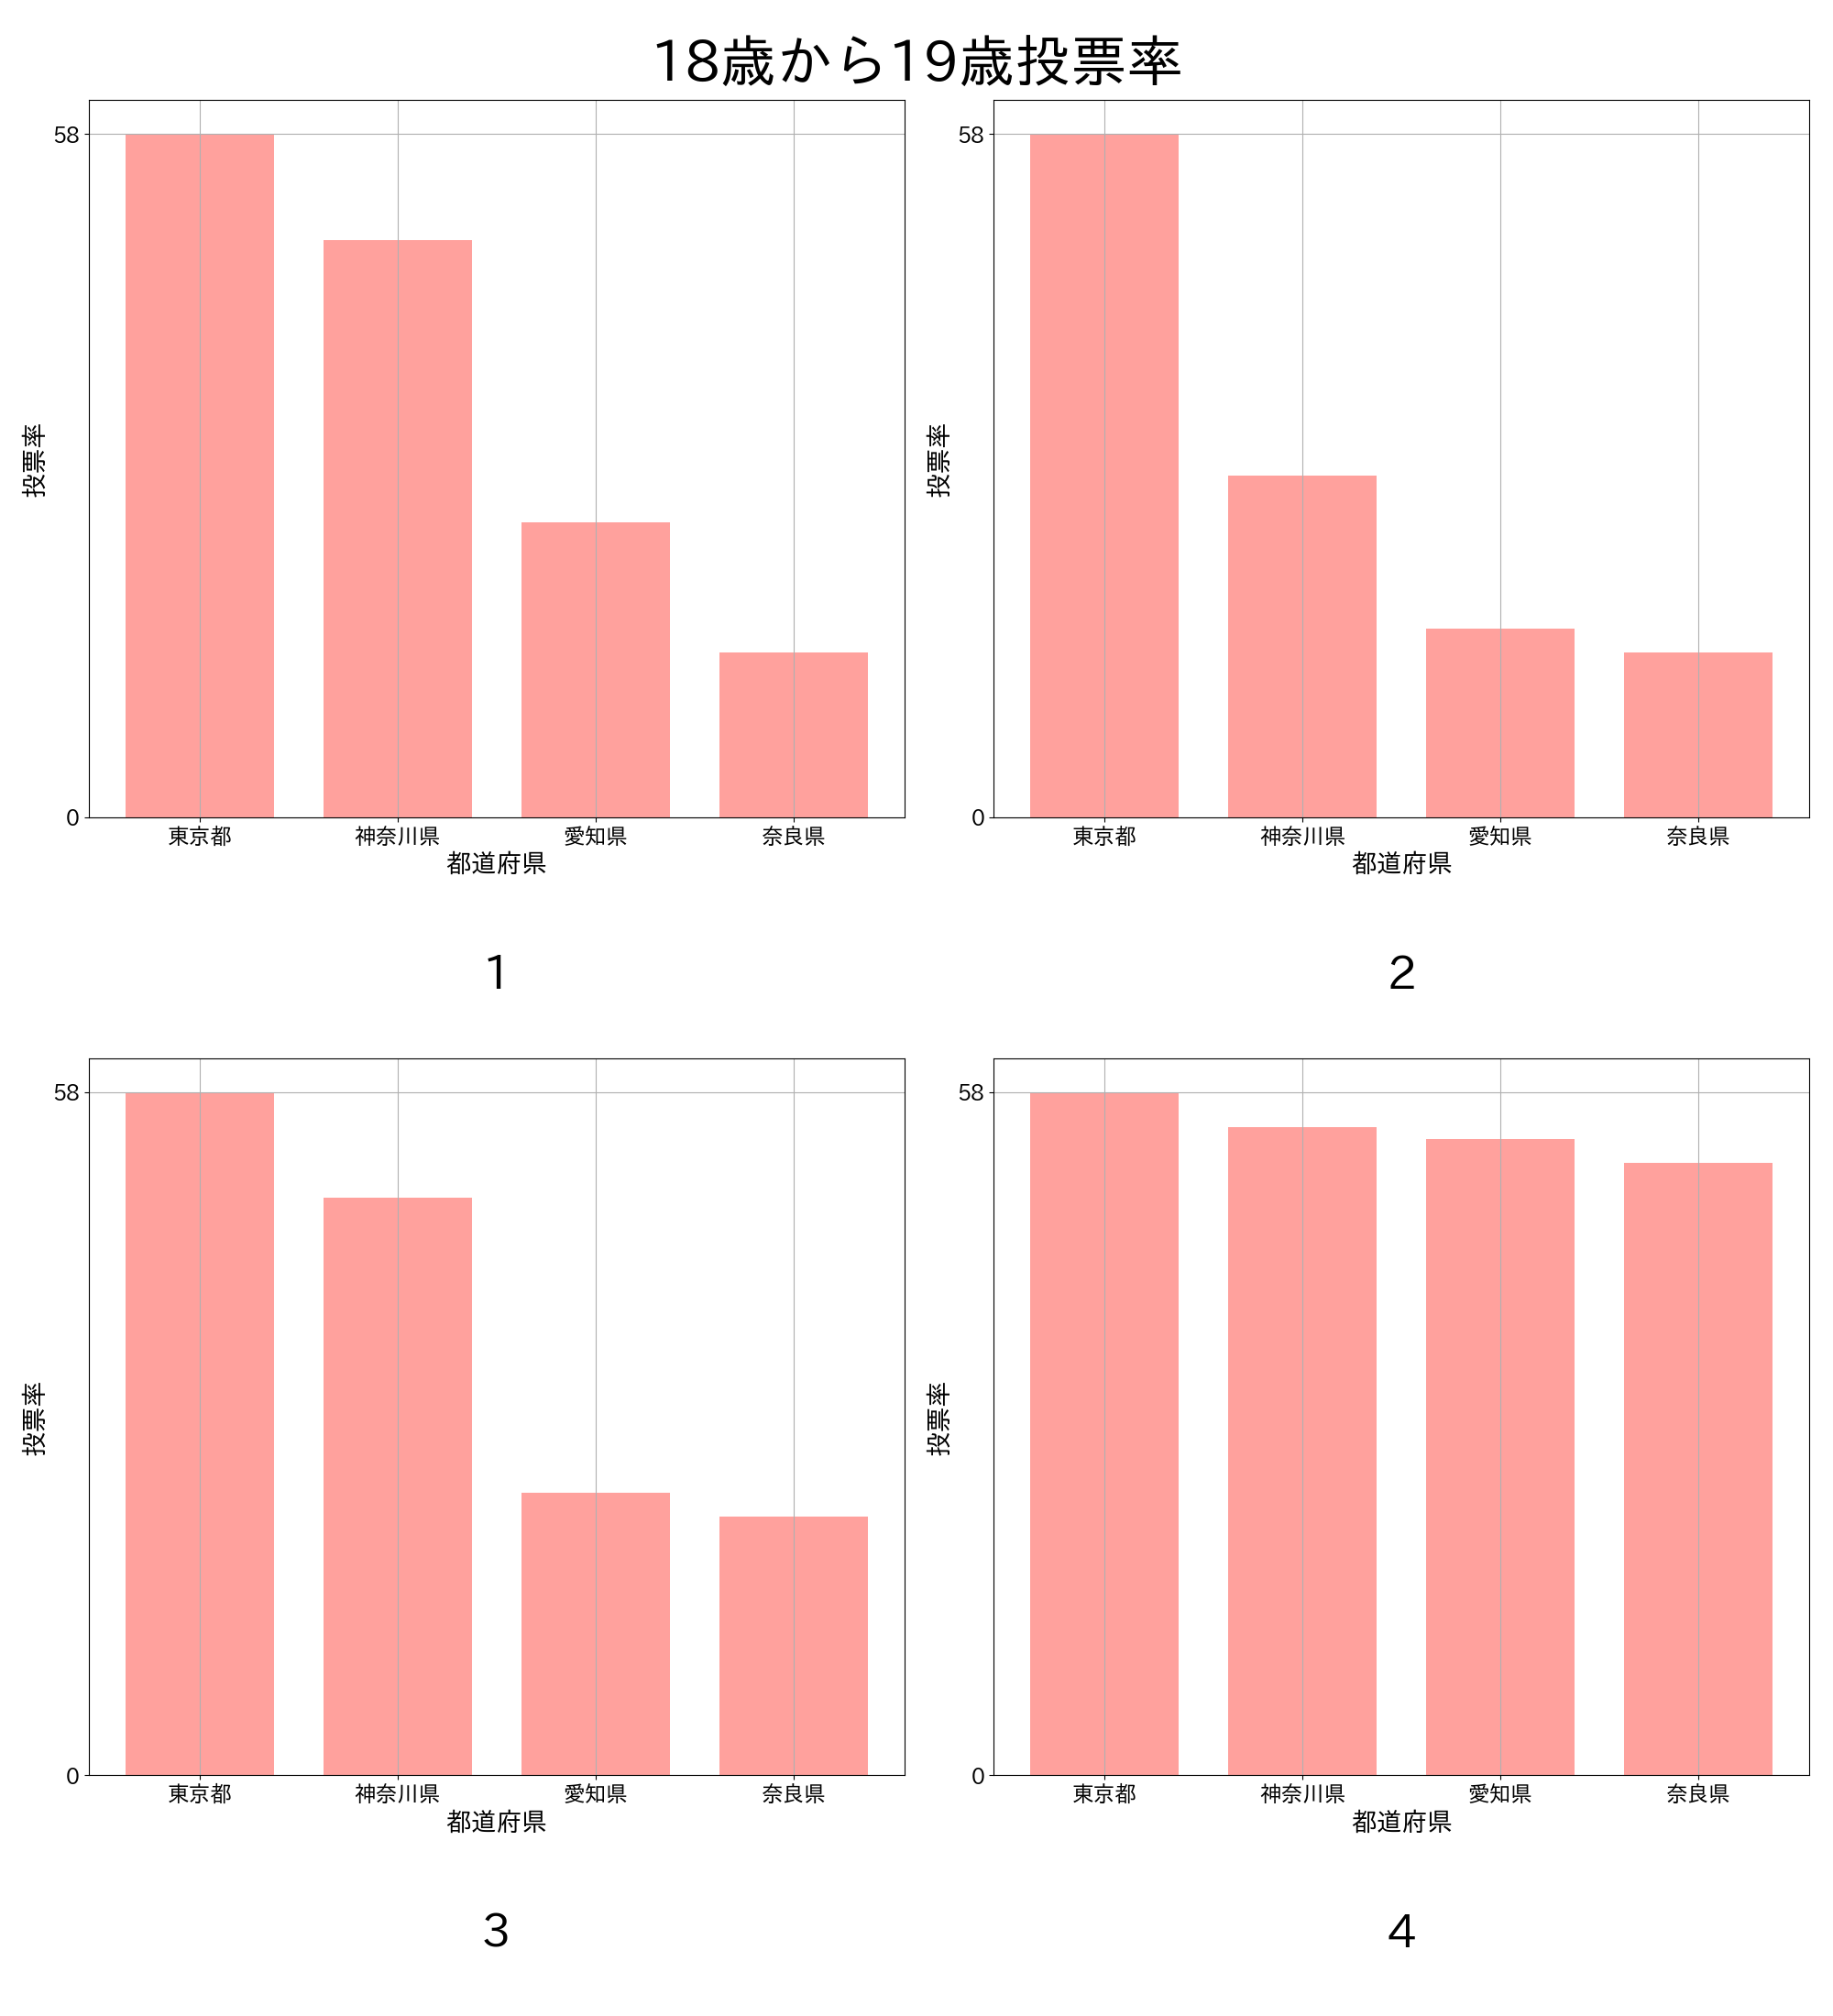 18歳から19歳投票率
58
0
投票率
東京都 神奈川県 愛知県 奈良県
都道府県
1
58
0
投票率
東京都 神奈川県 愛知県 奈良県
都道府県
2
58
0
投票率
東京都 神奈川県 愛知県 奈良県
都道府県
3
58
0
投票率
東京都 神奈川県 愛知県 奈良県
都道府県
4